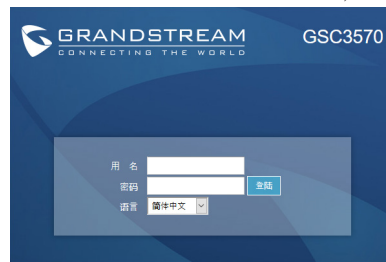 GRANDSTREAM
CONNECTING THE WORLD
GSC3570
用 名
密码
登陆
语言 简体中文